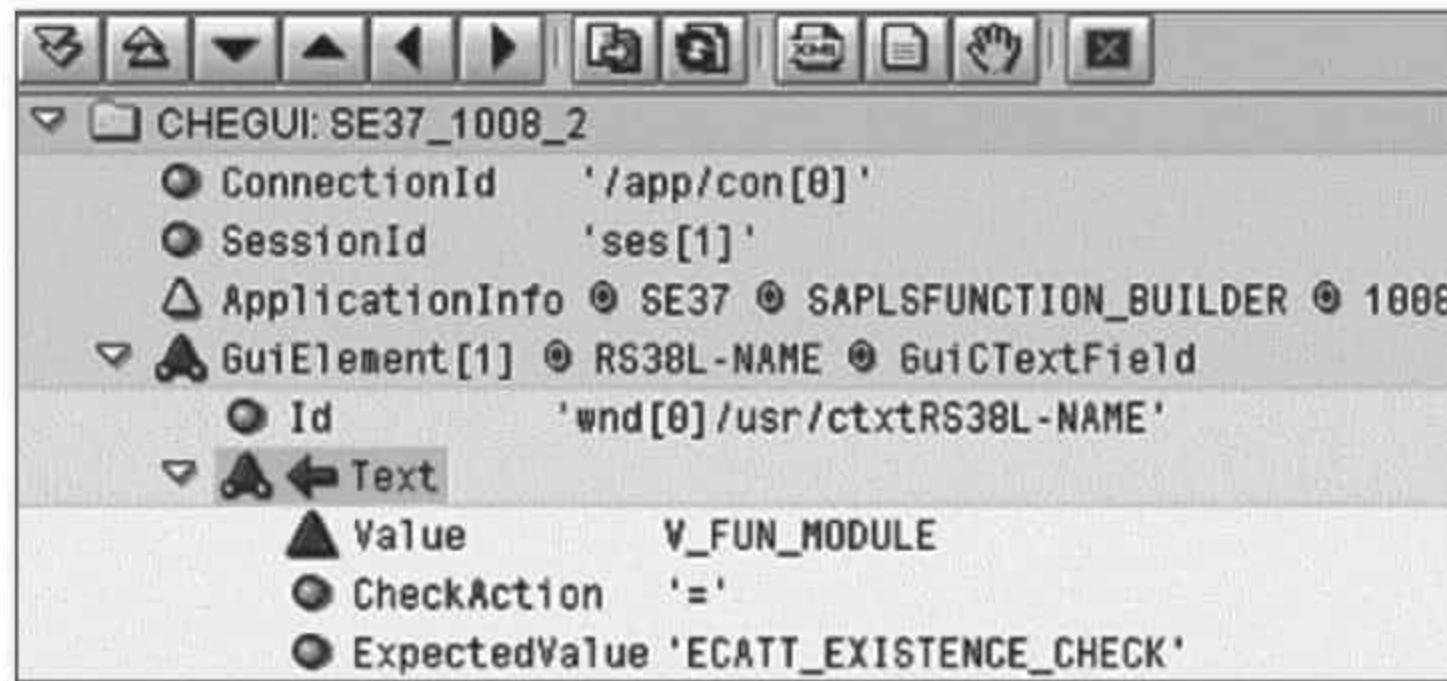 XML
CHEGUI: SE37_1008_2
ConnectionId '/app/con[0]'
SessionId 'ses[1]'
ApplicationInfo SE37 SAPLSFUNCTION_BUILDER 1008
GuiElement[1] RS38L-NAME GuiCTextField
Id 'wnd[0]/usr/ctxtRS38L-NAME'
Text
Value V_FUN_MODULE
CheckAction '='
ExpectedValue 'ECATT_EXISTENCE_CHECK'